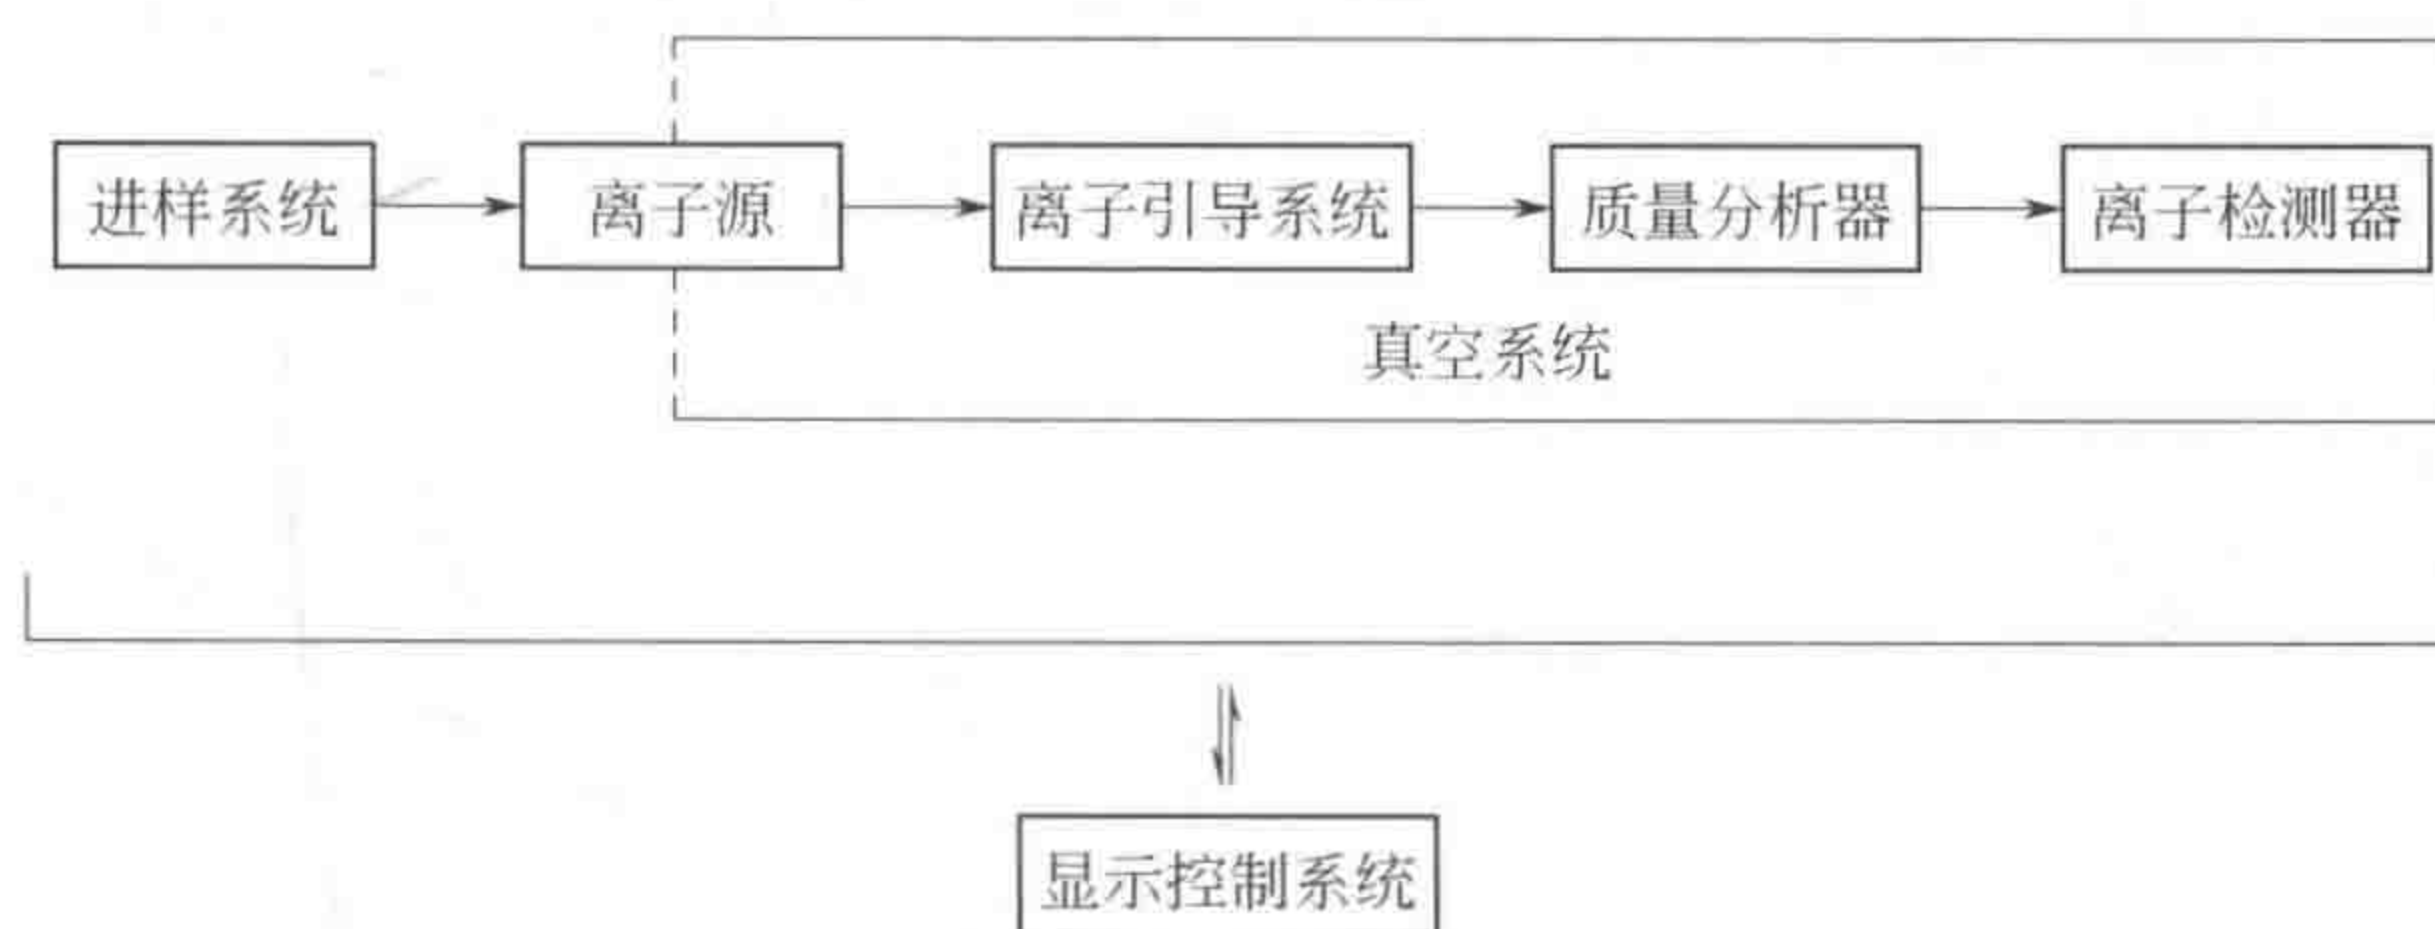 进样系统
离子源
离子引导系统
质量分析器
离子检测器
真空系统
显示控制系统